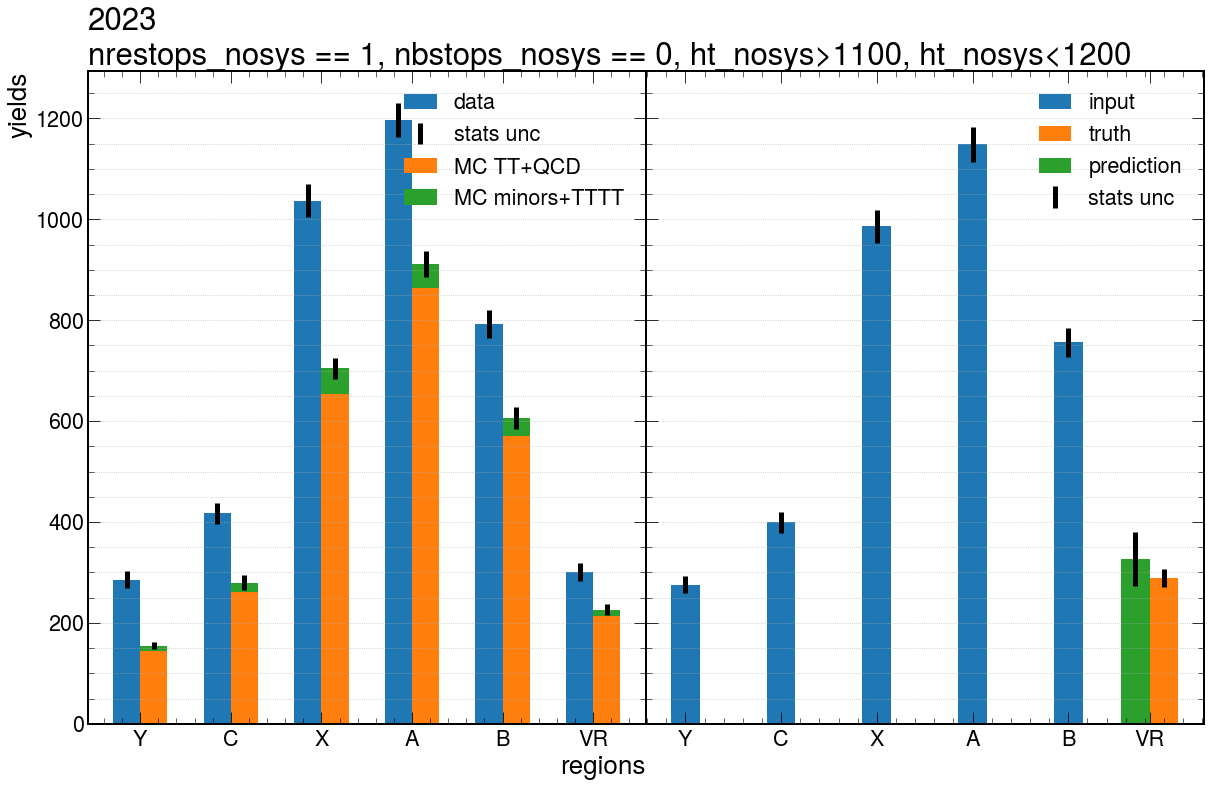 2023
nrestops_nosys == 1, nbstops_nosys == 0, ht_nosys>1100, ht_nosys<1200
yields
1200
1000
800
600
400
200
0
data
stats unc
MC TT+QCD
MC minors+TTTT
input
truth
prediction
stats unc
Y C X A B VR
Y C X A B VR
regions